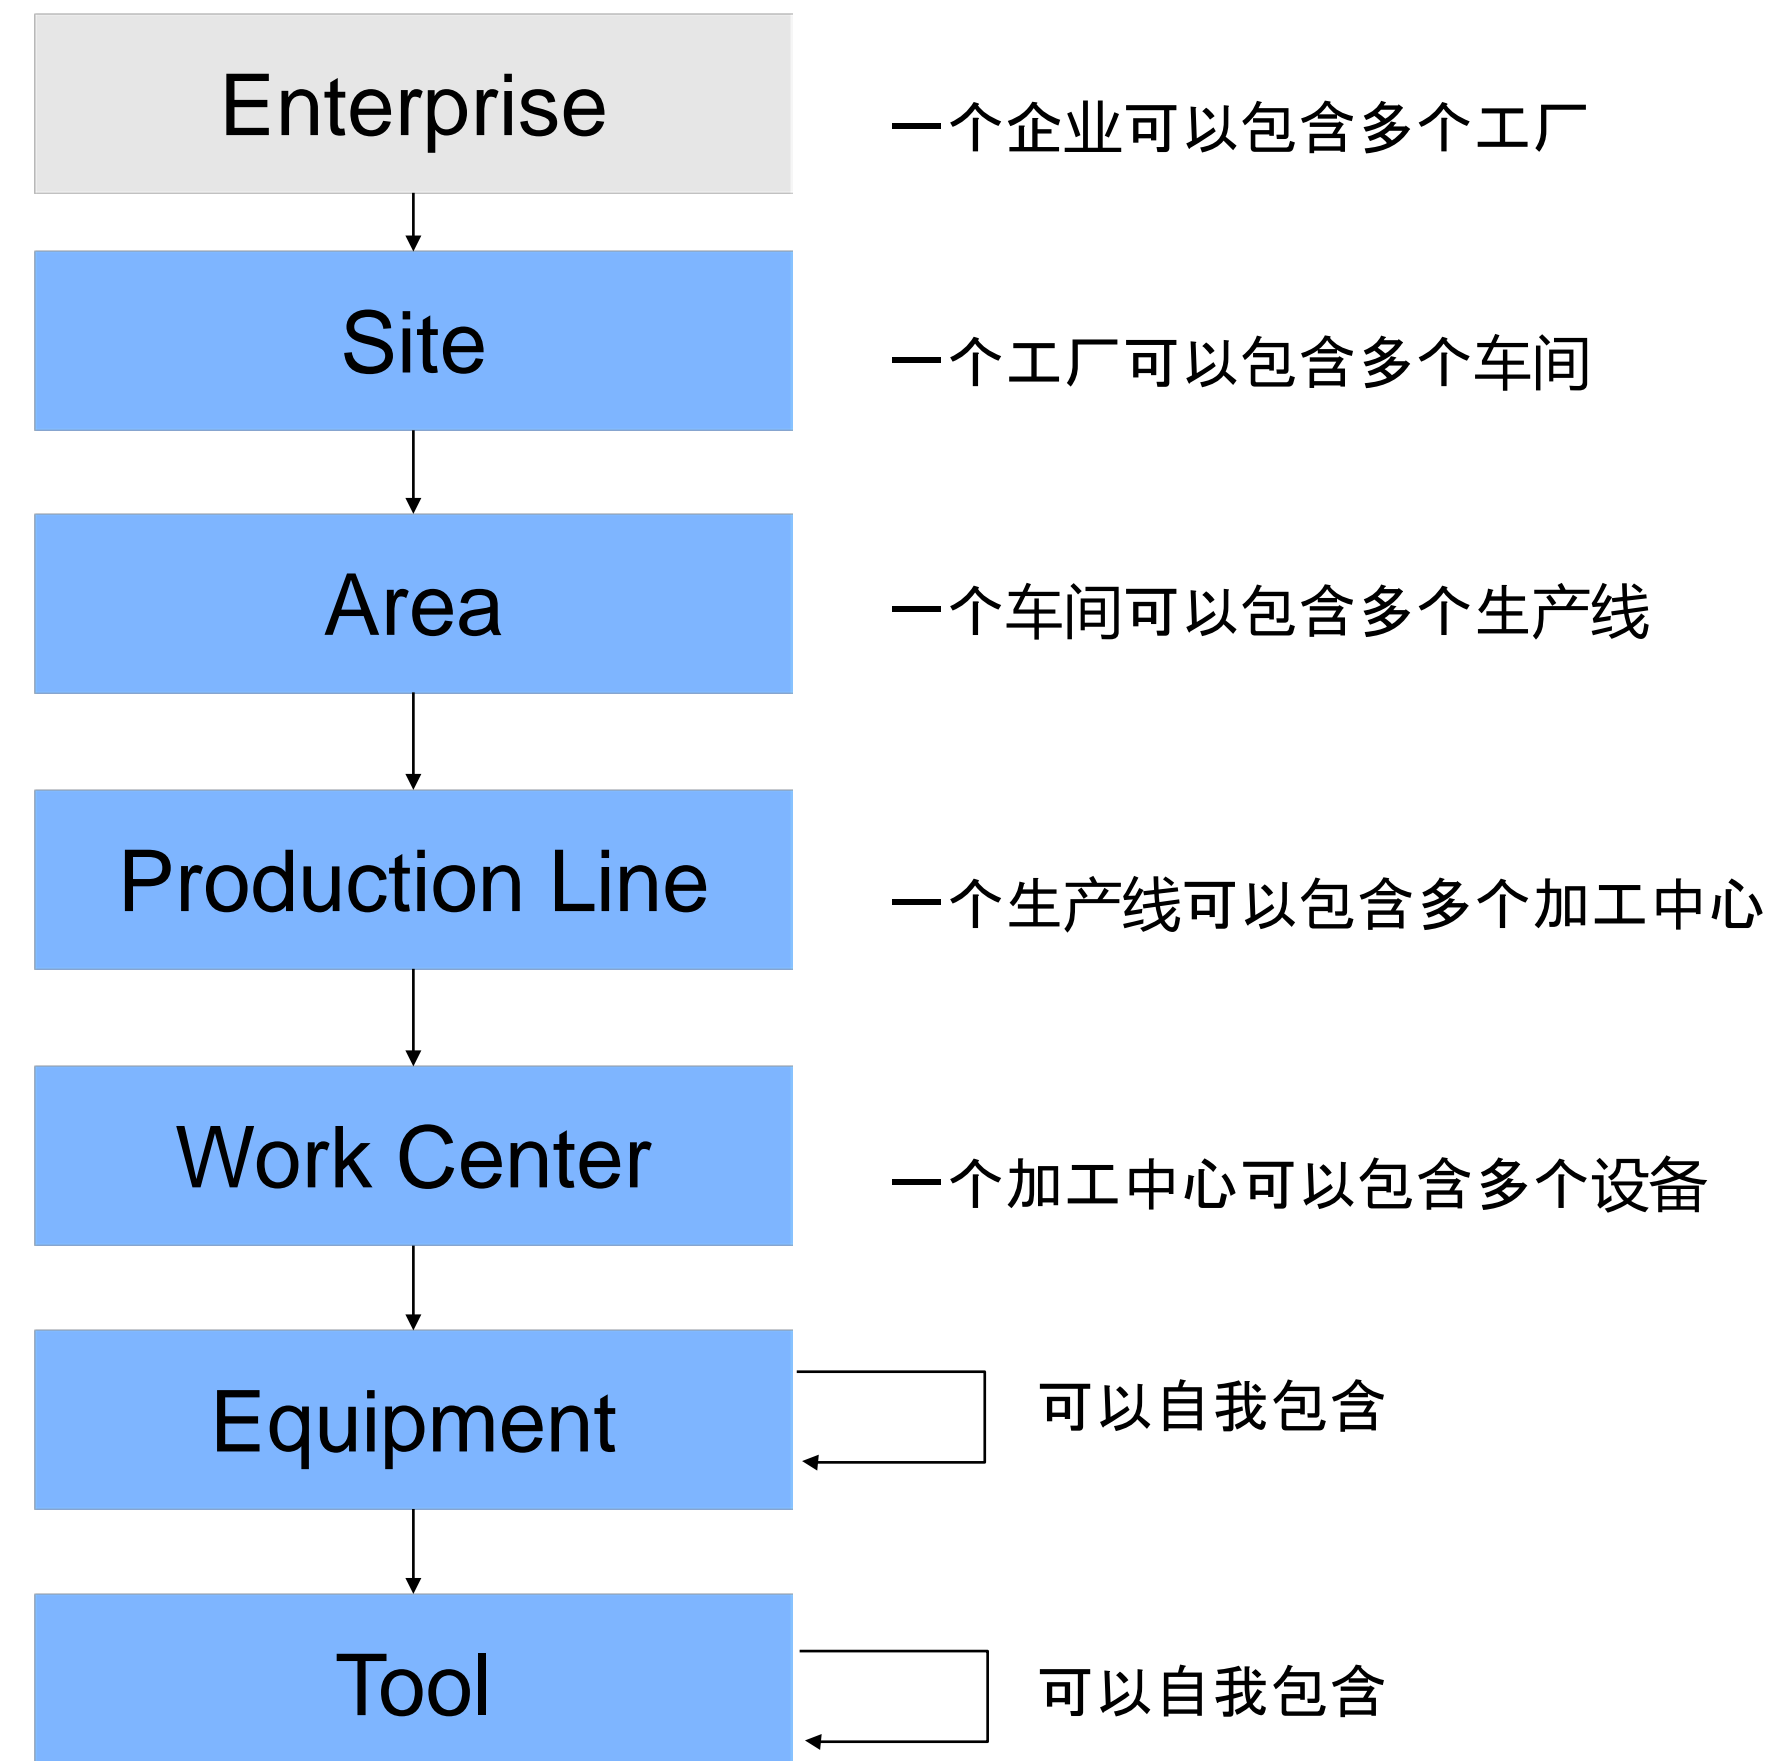 Enterprise
一个企业可以包含多个工厂
Site
一个工厂可以包含多个车间
Area
一个车间可以包含多个生产线
Production Line
一个生产线可以包含多个加工中心
Work Center
一个加工中心可以包含多个设备
Equipment
可以自我包含
Tool
可以自我包含